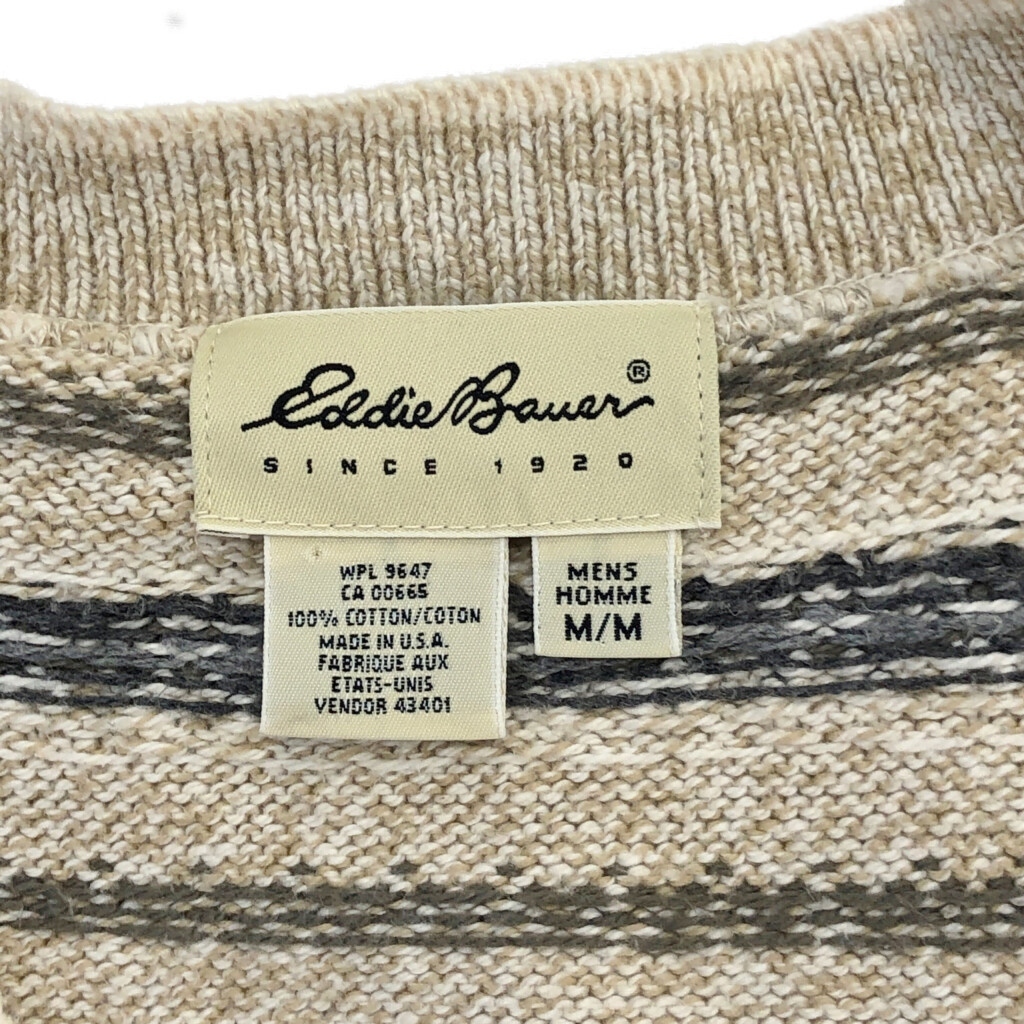 Eddie Bauer®
SINCE 1920
WPL 9647
CA 00665
100% COTTON/COTON
MADE IN U.S.A.
FABRIQUE AUX
ETATS-UNIS
VENDOR 43401
MENS
HOMME
M/M